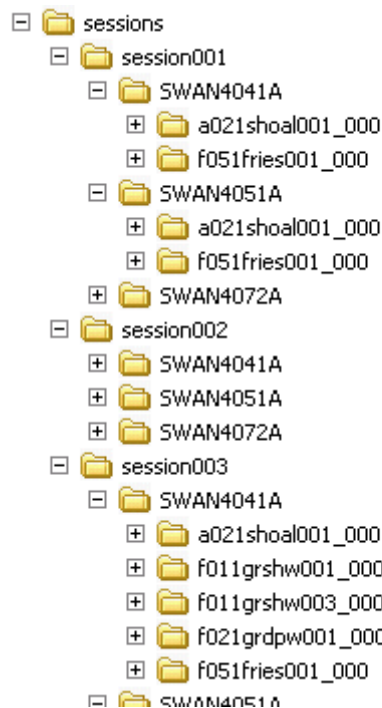 sessions
session001
SWAN4041A
a021shoal001_000
f051fries001_000
SWAN4051A
a021shoal001_000
f051fries001_000
SWAN4072A
session002
SWAN4041A
SWAN4051A
SWAN4072A
session003
SWAN4041A
a021shoal001_000
f011grshw001_000
f011grshw003_000
f021grdpw001_000
f051fries001_000
SWAN4051A